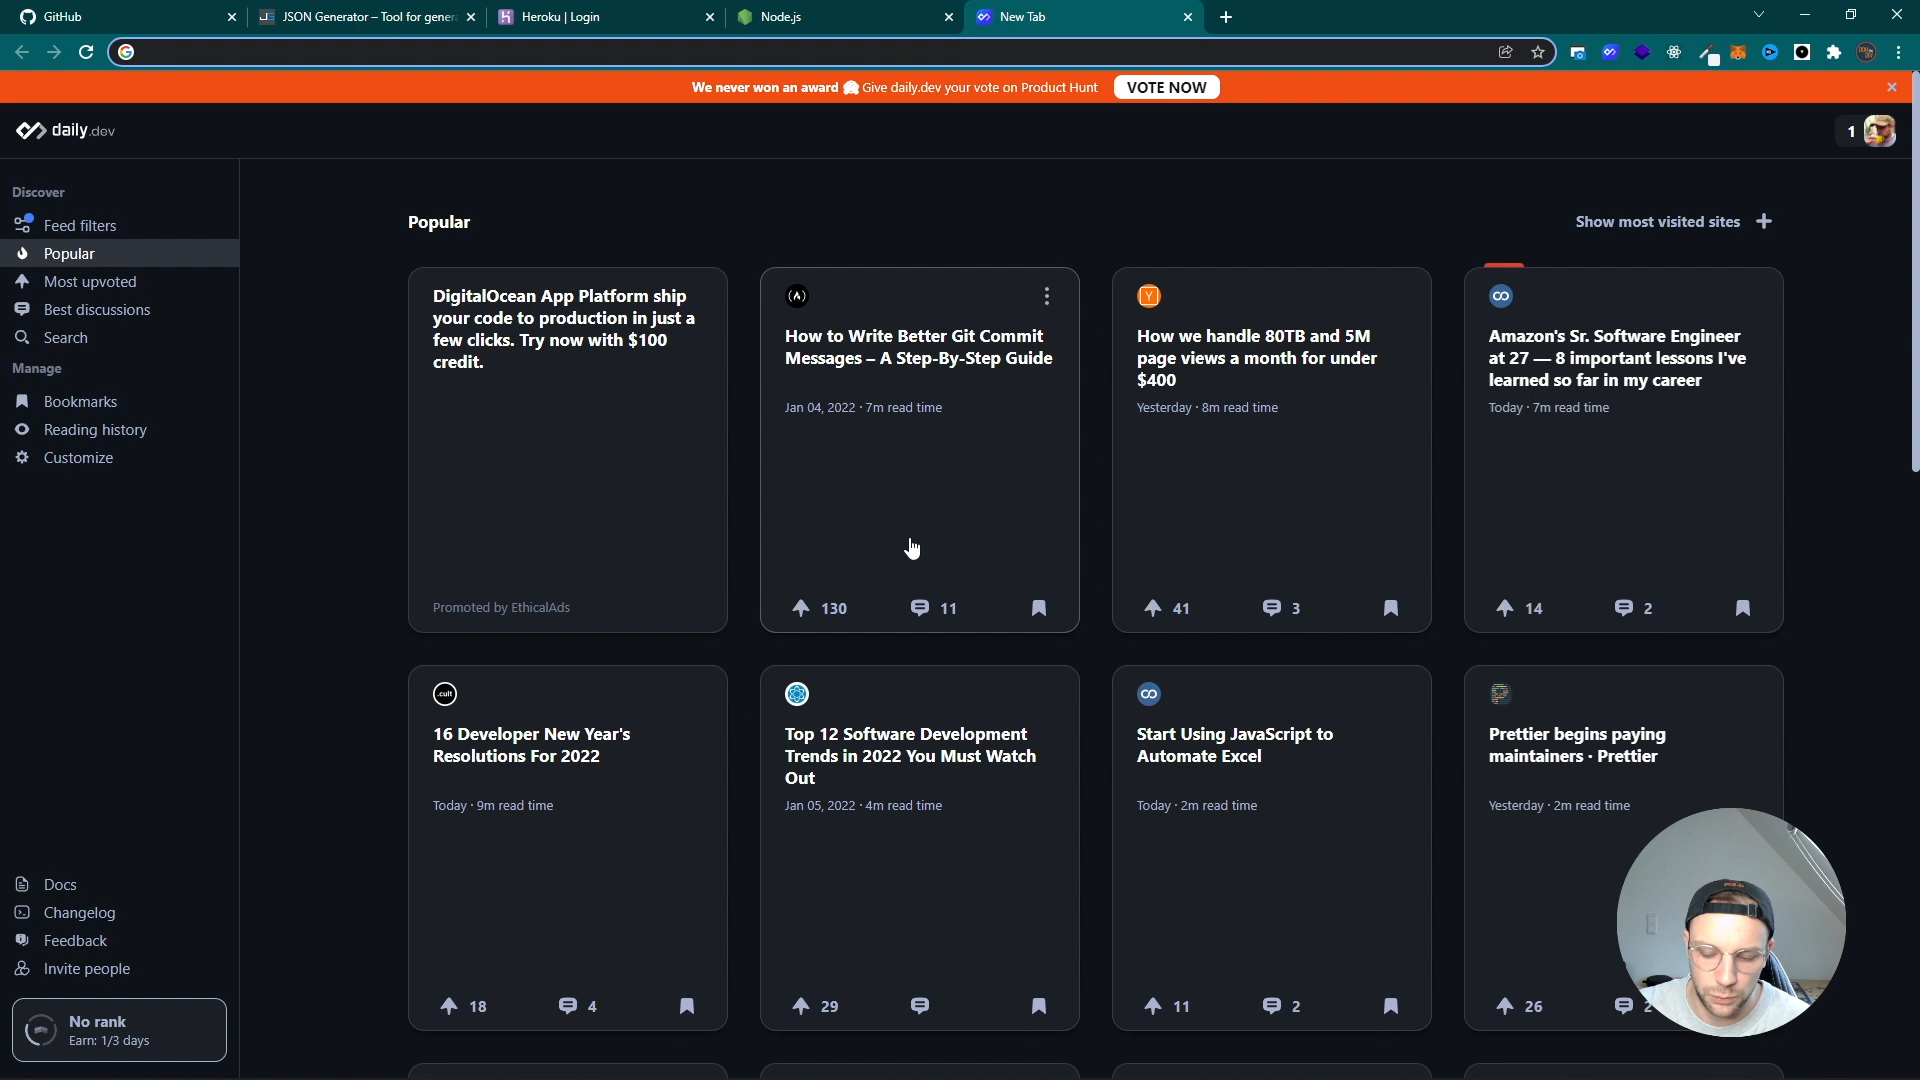 GitHub
JSON Generator – Tool for gener
Heroku | Login
Node.js
New Tab
We never won an award Give daily.dev your vote on Product Hunt
VOTE NOW
daily.dev
1
Discover
Feed filters
Popular
Most upvoted
Best discussions
Search
Manage
Bookmarks
Reading history
Customize
Docs
Changelog
Feedback
Invite people
No rank
Earn: 1/3 days
Popular
Show most visited sites
DigitalOcean App Platform ship
your code to production in just a
few clicks. Try now with $100
credit.
Promoted by EthicalAds
How to Write Better Git Commit
Messages – A Step-By-Step Guide
Jan 04, 2022 · 7m read time
130 11
Y
How we handle 80TB and 5M
page views a month for under
$400
Yesterday · 8m read time
41 3
Amazon's Sr. Software Engineer
at 27 — 8 important lessons I've
learned so far in my career
Today · 7m read time
14 2
.cult
16 Developer New Year's
Resolutions For 2022
Today · 9m read time
18 4
Top 12 Software Development
Trends in 2022 You Must Watch
Out
Jan 05, 2022 · 4m read time
29
Start Using JavaScript to
Automate Excel
Today · 2m read time
11 2
Prettier begins paying
maintainers · Prettier
Yesterday · 2m read time
26 2